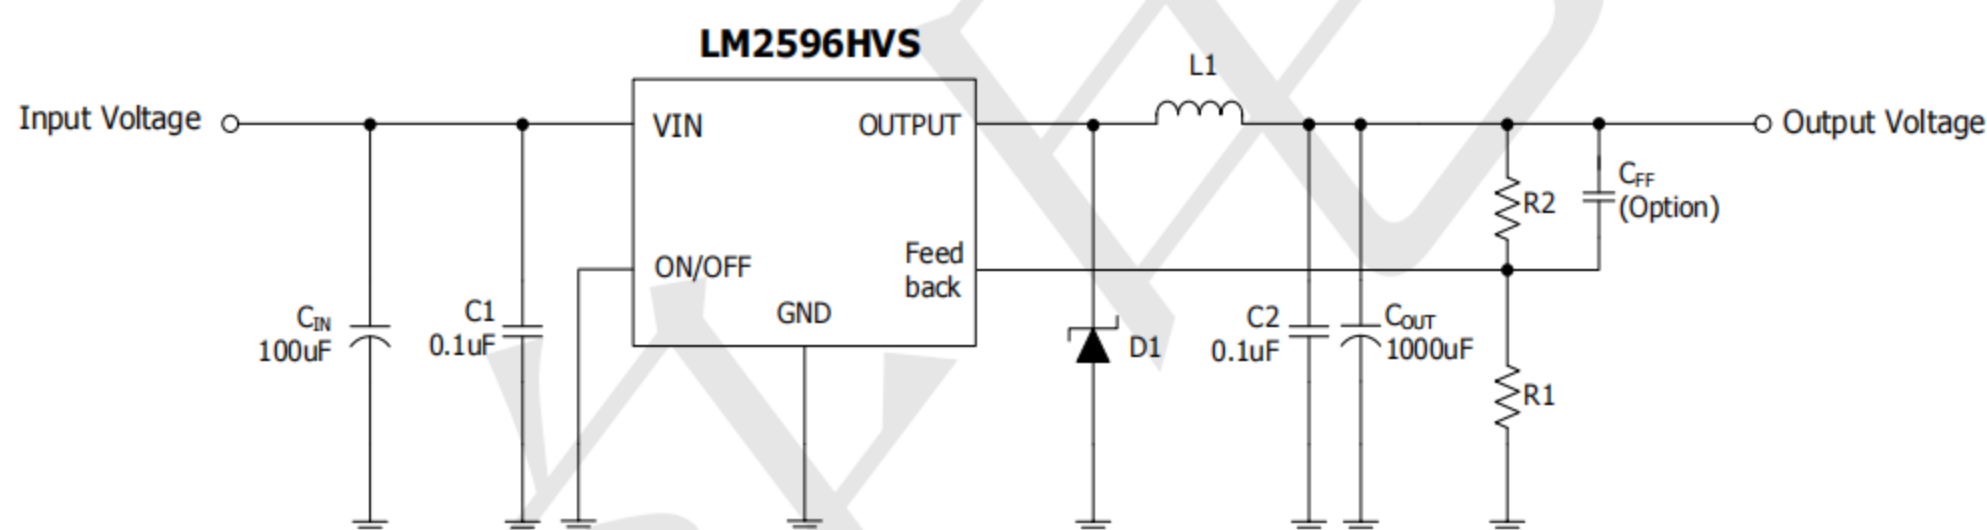 LM2596HVS
Input Voltage
VIN
OUTPUT
L1
Output Voltage
ON/OFF
Feed
back
GND
CIN
100uF
C1
0.1uF
D1
C2
0.1uF
COUT
1000uF
R2
CFF
(Option)
R1